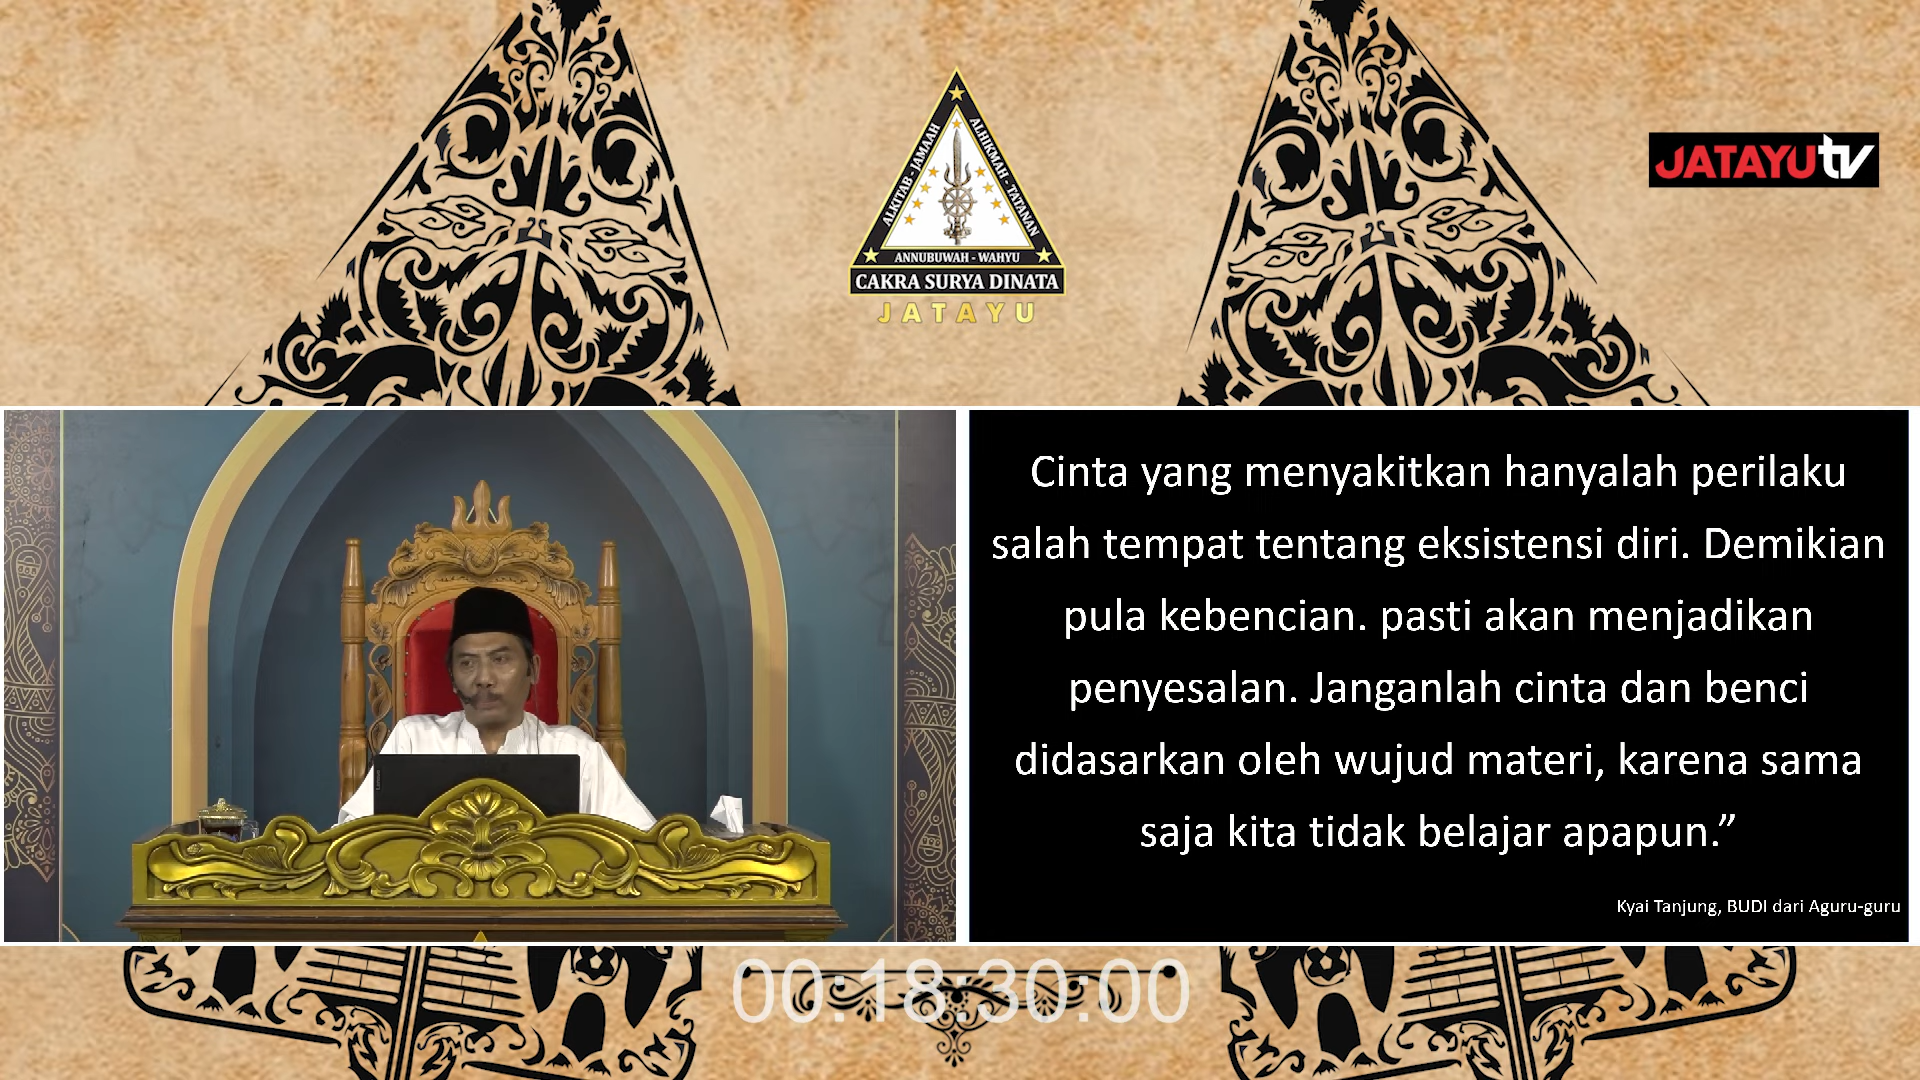 JATAYU tv
ALKITAB - JAMAAH
ALHIKMAH - TATANAN
ANNUBUWAH - WAHYU
CAKRA SURYA DINATA
JATAYU
Cinta yang menyakitkan hanyalah perilaku
salah tempat tentang eksistensi diri. Demikian
pula kebencian. pasti akan menjadikan
penyesalan. Janganlah cinta dan benci
didasarkan oleh wujud materi, karena sama
saja kita tidak belajar apapun.”
Kyai Tanjung, BUDI dari Aguru-guru
00:18:30:00